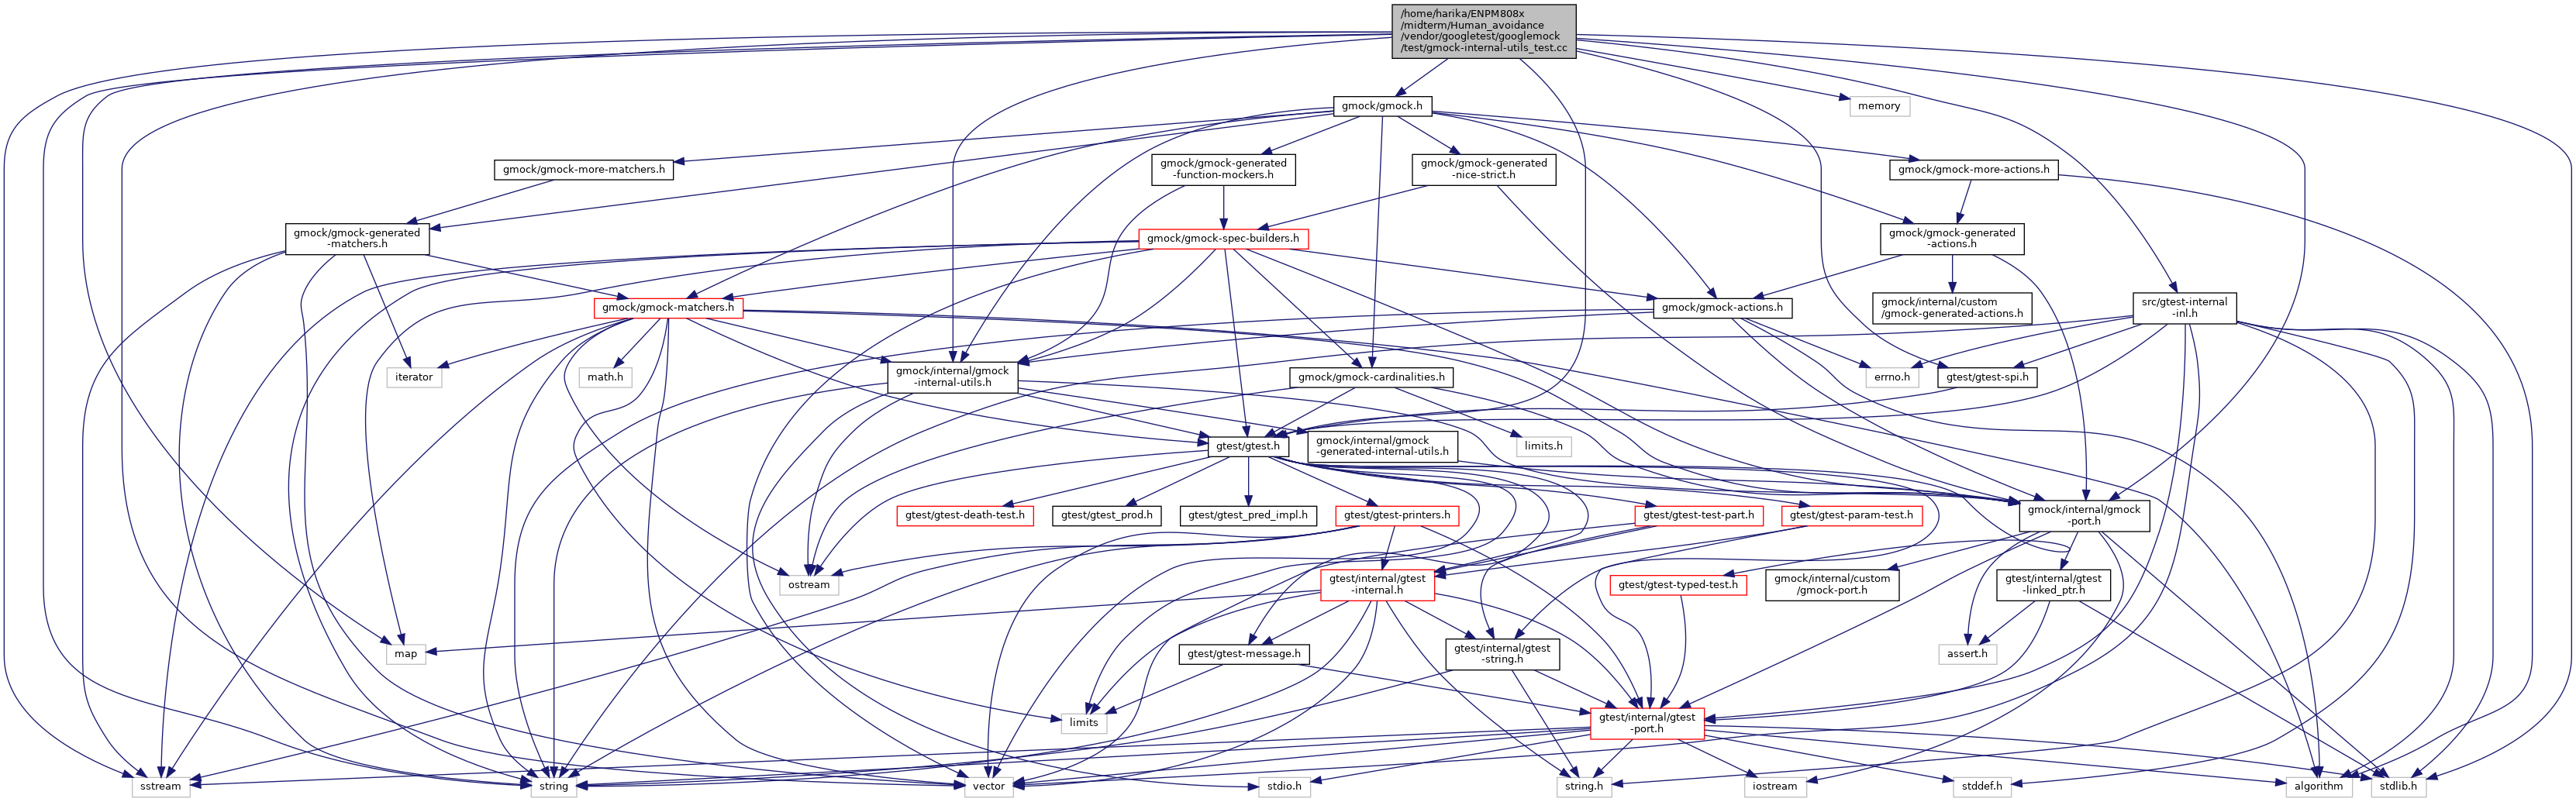 /home/harika/ENPM808x
/midterm/Human_avoidance
/vendor/googletest/googlemock
/test/gmock-internal-utils_test.cc
gmock/gmock.h
memory
gmock/gmock-more-matchers.h
gmock/gmock-generated
-function-mockers.h
gmock/gmock-generated
-nice-strict.h
gmock/gmock-more-actions.h
gmock/gmock-generated
-matchers.h
gmock/gmock-spec-builders.h
gmock/gmock-generated
-actions.h
gmock/gmock-matchers.h
gmock/gmock-actions.h
gmock/internal/custom
/gmock-generated-actions.h
src/gtest-internal
-inl.h
iterator
math.h
gmock/internal/gmock
-internal-utils.h
gmock/gmock-cardinalities.h
errno.h
gtest/gtest-spi.h
gtest/gtest.h
gmock/internal/gmock
-generated-internal-utils.h
limits.h
gtest/gtest-death-test.h
gtest/gtest_prod.h
gtest/gtest_pred_impl.h
gtest/gtest-printers.h
gtest/gtest-test-part.h
gtest/gtest-param-test.h
gmock/internal/gmock
-port.h
ostream
gtest/internal/gtest
-internal.h
gtest/gtest-typed-test.h
gmock/internal/custom
/gmock-port.h
gtest/internal/gtest
-linked_ptr.h
map
gtest/gtest-message.h
gtest/internal/gtest
-string.h
assert.h
limits
gtest/internal/gtest
-port.h
sstream
string
vector
stdio.h
string.h
iostream
stddef.h
algorithm
stdlib.h